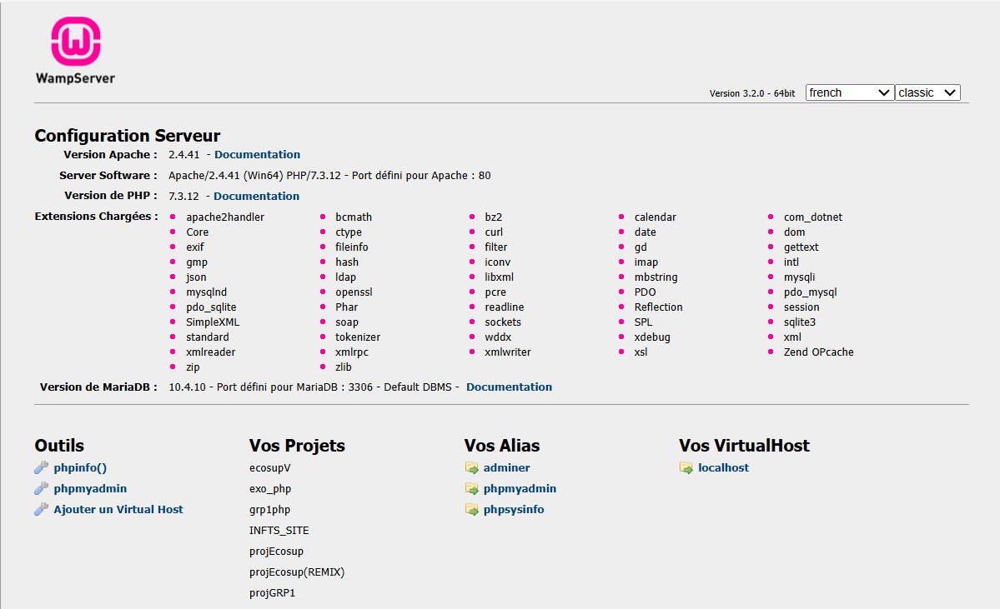 WampServer
Version 3.2.0 - 64bit french classic
Configuration Serveur
Version Apache : 2.4.41 - Documentation
Server Software : Apache/2.4.41 (Win64) PHP/7.3.12 - Port défini pour Apache : 80
Version de PHP : 7.3.12 - Documentation
Extensions Chargées : apache2handler bcmath bz2 calendar com_dotnet
Core ctype curl date dom
exif fileinfo filter gd gettext
gmp hash iconv imap intl
json ldap libxml mbstring mysqli
mysqlnd openssl pcre PDO pdo_mysql
pdo_sqlite Phar readline Reflection session
SimpleXML soap sockets SPL sqlite3
standard tokenizer wddx xdebug xml
xmlreader xmlrpc xmlwriter xsl Zend OPcache
zip zlib
Version de MariaDB : 10.4.10 - Port défini pour MariaDB : 3306 - Default DBMS - Documentation
Outils
phpinfo()
phpmyadmin
Ajouter un Virtual Host
Vos Projets
ecosupV
exo_php
grp1php
INFTS_SITE
projEcosup
projEcosup(REMIX)
projGRP1
Vos Alias
adminer
phpmyadmin
phpsysinfo
Vos VirtualHost
localhost